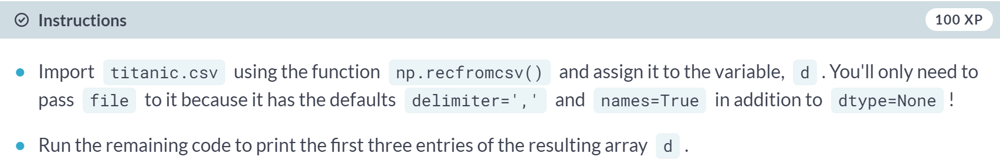 Instructions
100 XP
Import titanic.csv using the function np.recfromcsv() and assign it to the variable, d . You'll only need to
pass file to it because it has the defaults delimiter=',' and names=True in addition to dtype=None !
Run the remaining code to print the first three entries of the resulting array d .